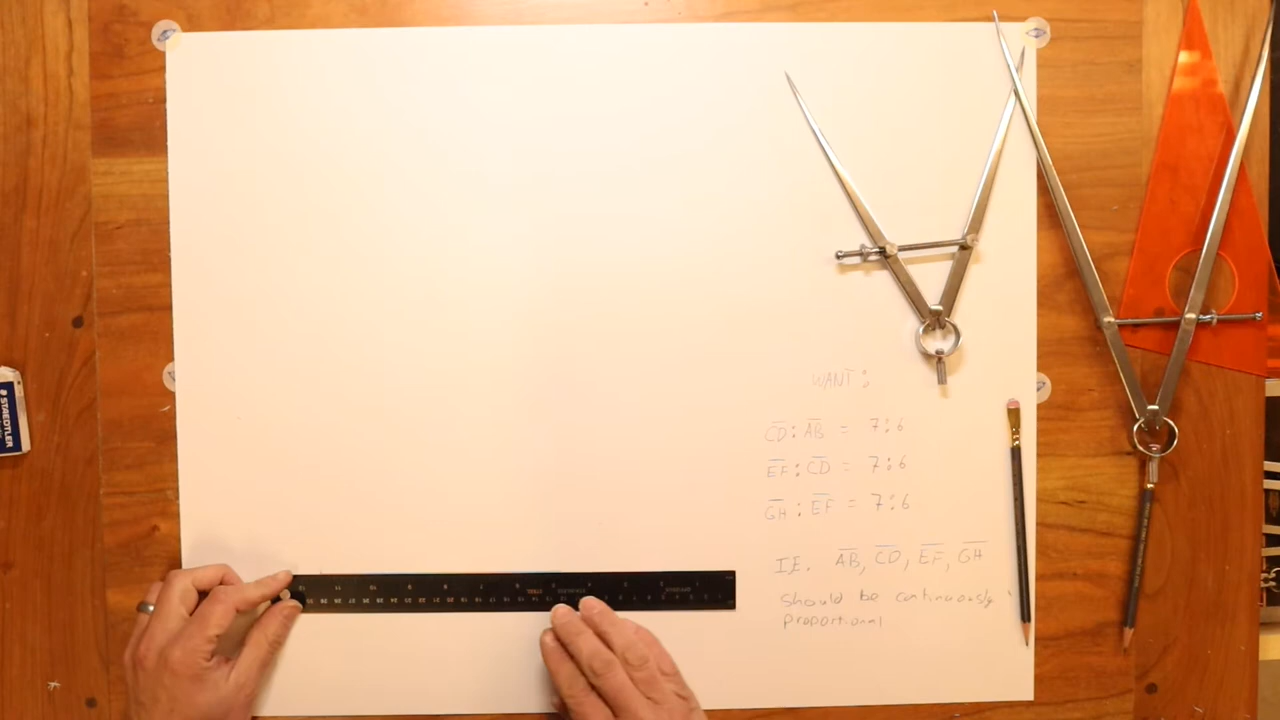 WANT:
CD:AB = 7:6
EF:CD = 7:6
GH:EF = 7:6
I.E. AB, CD, EF, GH
should be continuously
proportional
STAEDTLER